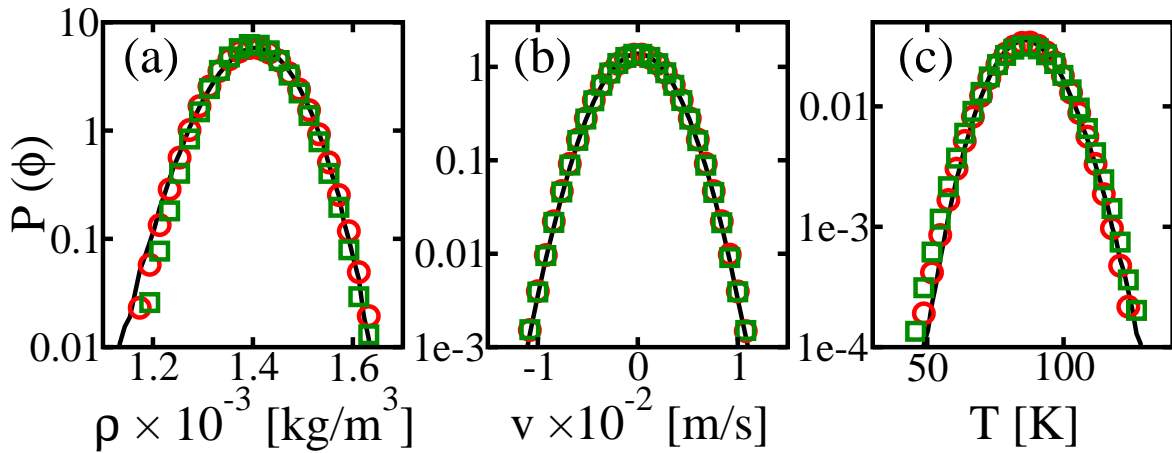 P (ϕ)
10
1
0.1
0.01
(a)
1.2 1.4 1.6
ρ × 10⁻³ [kg/m³]
1
0.1
0.01
1e-3
(b)
-1 0 1
v ×10⁻² [m/s]
0.01
1e-3
1e-4
(c)
50 100
T [K]